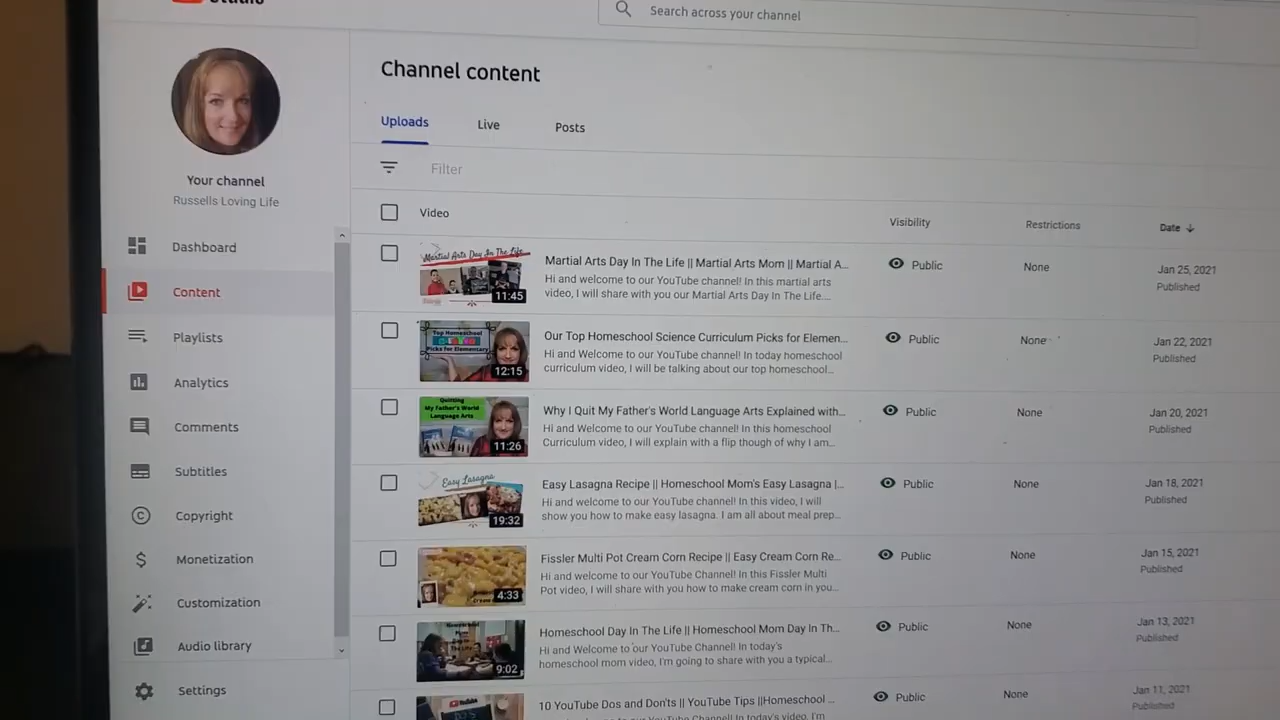 Studio
Search across your channel
Your channel
Russells Loving Life
Dashboard
Content
Playlists
Analytics
Comments
Subtitles
Copyright
Monetization
Customization
Audio library
Settings
Channel content
Uploads Live Posts
Filter
Video Visibility Restrictions Date
Martial Arts Day In The Life
11:45
Martial Arts Day In The Life || Martial Arts Mom || Martial A...
Hi and welcome to our YouTube channel! In this martial arts
video, I will share with you our Martial Arts Day In The Life....
Public None Jan 25, 2021
Published
Top Homeschool
Picks for Elementary
12:15
Our Top Homeschool Science Curriculum Picks for Elemen...
Hi and Welcome to our YouTube channel! In today homeschool
curriculum video, I will be talking about our top homeschool...
Public None Jan 22, 2021
Published
Quitting
My Father's World
Language Arts
11:26
Why I Quit My Father's World Language Arts Explained with...
Hi and Welcome to our YouTube channel! In this homeschool
Curriculum video, I will explain with a flip though of why I am...
Public None Jan 20, 2021
Published
Easy Lasagna
19:32
Easy Lasagna Recipe || Homeschool Mom's Easy Lasagna |...
Hi and welcome to our YouTube channel! In this video, I will
show you how to make easy lasagna. I am all about meal prep...
Public None Jan 18, 2021
Published
4:33
Fissler Multi Pot Cream Corn Recipe || Easy Cream Corn Re...
Hi and welcome to our YouTube Channel! In this Fissler Multi
Pot video, I will share with you how to make cream corn in you...
Public None Jan 15, 2021
Published
Homeschool
Mom
Day In
The Life
9:02
Homeschool Day In The Life || Homeschool Mom Day In Th...
Hi and Welcome to our YouTube Channel! In today's
homeschool mom video, I'm going to share with you a typical...
Public None Jan 13, 2021
Published
YouTube
10 YouTube Dos and Don'ts || YouTube Tips ||Homeschool ...
Public None Jan 11, 2021
Published